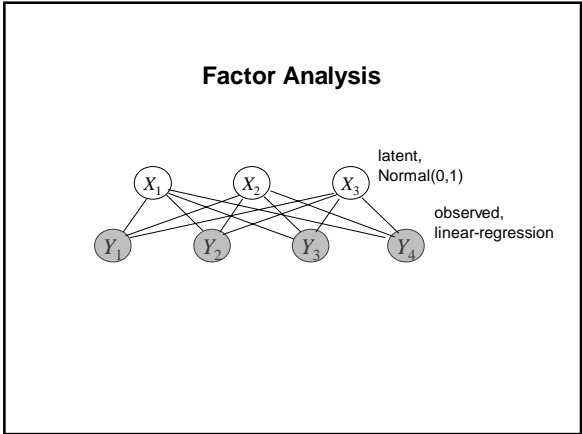 Factor Analysis
latent,
Normal(0,1)
X₁ X₂ X₃
observed,
linear-regression
Y₁ Y₂ Y₃ Y₄